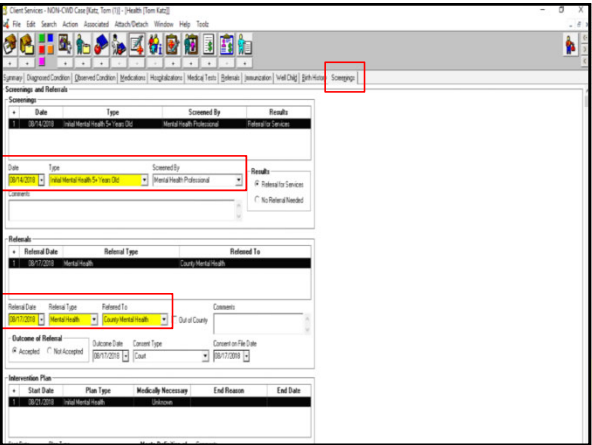 Client Services - NON-CWD Case [Katz, Tom (1)] - [Health [Tom Katz]]
File Edit Search Action Associated Attach/Detach Window Help Tools
Summary Diagnosed Condition Observed Condition Medications Hospitalizations Medical Tests Referrals Immunization Well Child Birth History Screenings
Screenings and Referrals
Screenings
+ Date Type Screened By Results
1 08/14/2018 Initial Mental Health 5+ Years Old Mental Health Professional Referral for Services
Date Type Screened By
08/14/2018 Initial Mental Health 5+ Years Old Mental Health Professional
Results
Referral for Services
No Referral Needed
Comments
Referrals
+ Referral Date Referral Type Referred To
1 08/17/2018 Mental Health County Mental Health
Referral Date Referral Type Referred To Comments
08/17/2018 Mental Health County Mental Health Out of County
Outcome of Referral Outcome Date Consent Type Consent on File Date
Accepted Not Accepted 08/17/2018 Court 08/17/2018
Intervention Plan
+ Start Date Plan Type Medically Necessary End Reason End Date
1 08/21/2018 Initial Mental Health Unknown